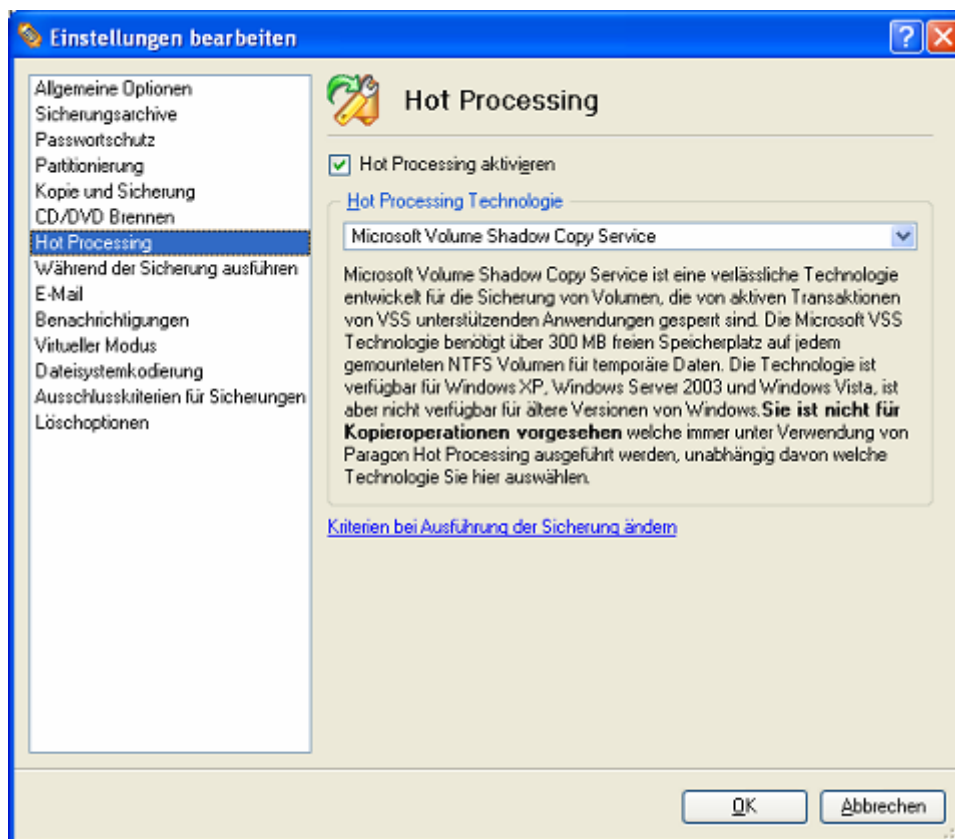 Einstellungen bearbeiten
Allgemeine Optionen
Sicherungsarchive
Passwortschutz
Partitionierung
Kopie und Sicherung
CD/DVD Brennen
Hot Processing
Während der Sicherung ausführen
E-Mail
Benachrichtigungen
Virtueller Modus
Dateisystemkodierung
Ausschlusskriterien für Sicherungen
Löschoptionen
Hot Processing
Hot Processing aktivieren
Hot Processing Technologie
Microsoft Volume Shadow Copy Service
Microsoft Volume Shadow Copy Service ist eine verlässliche Technologie
entwickelt für die Sicherung von Volumen, die von aktiven Transaktionen
von VSS unterstützenden Anwendungen gesperrt sind. Die Microsoft VSS
Technologie benötigt über 300 MB freien Speicherplatz auf jedem
gemounteten NTFS Volumen für temporäre Daten. Die Technologie ist
verfügbar für Windows XP, Windows Server 2003 und Windows Vista, ist
aber nicht verfügbar für ältere Versionen von Windows.Sie ist nicht für
Kopieroperationen vorgesehen welche immer unter Verwendung von
Paragon Hot Processing ausgeführt werden, unabhängig davon welche
Technologie Sie hier auswählen.
Kriterien bei Ausführung der Sicherung ändern
OK
Abbrechen